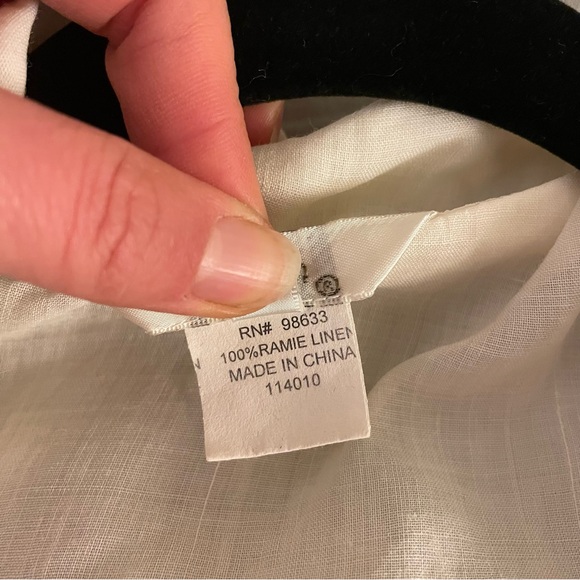 ®
RN# 98633
100%RAMIE LINEN
MADE IN CHINA
114010